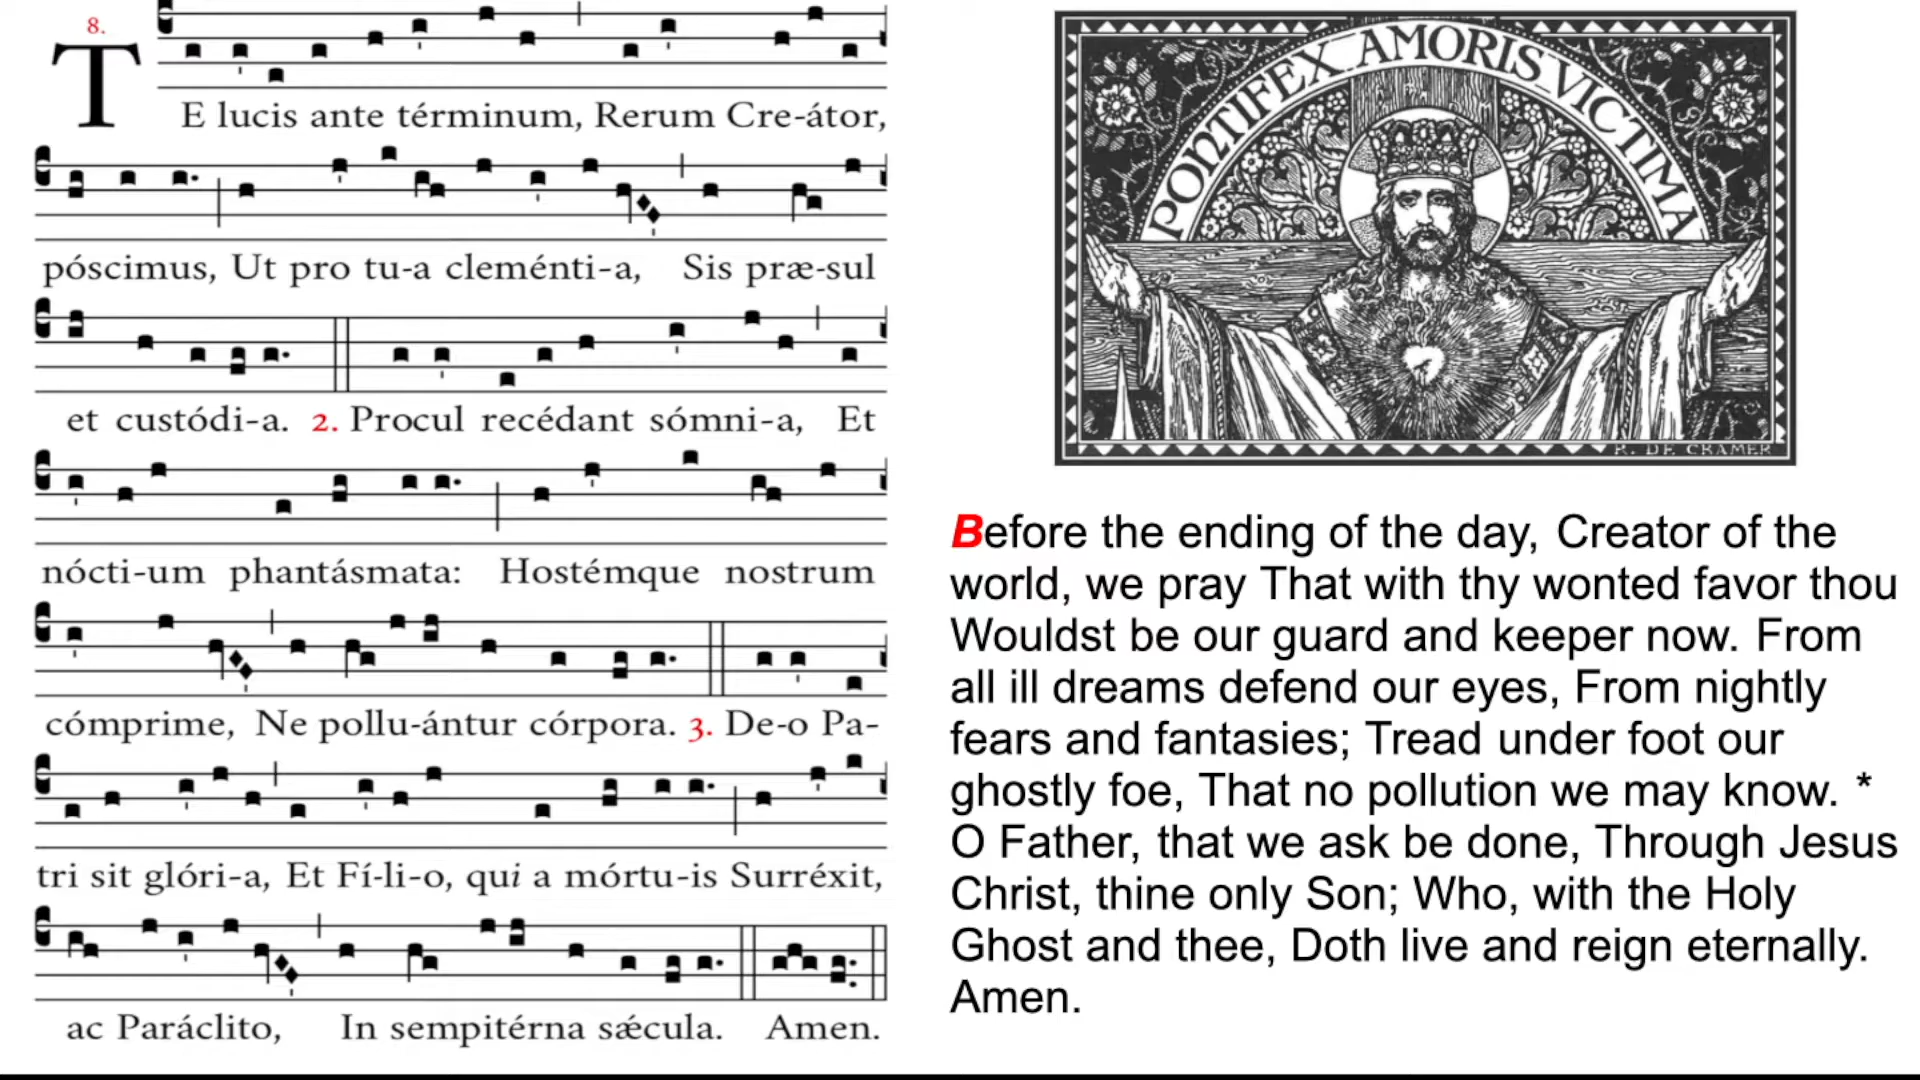 8.
TE lucis ante términum, Rerum Cre-átor,
póscimus, Ut pro tu-a cleménti-a, Sis præ-sul
et custódi-a. 2. Procul recédant sómni-a, Et
nócti-um phantásmata: Hostémque nostrum
cómprime, Ne pollu-ántur córpora. 3. De-o Pa-
tri sit glóri-a, Et Fí-li-o, qui a mórtu-is Surréxit,
ac Paráclito, In sempitérna sǽcula. Amen.
PONTIFEX AMORIS VICTIMA
R. DE CRAMER
Before the ending of the day, Creator of the
world, we pray That with thy wonted favor thou
Wouldst be our guard and keeper now. From
all ill dreams defend our eyes, From nightly
fears and fantasies; Tread under foot our
ghostly foe, That no pollution we may know. *
O Father, that we ask be done, Through Jesus
Christ, thine only Son; Who, with the Holy
Ghost and thee, Doth live and reign eternally.
Amen.